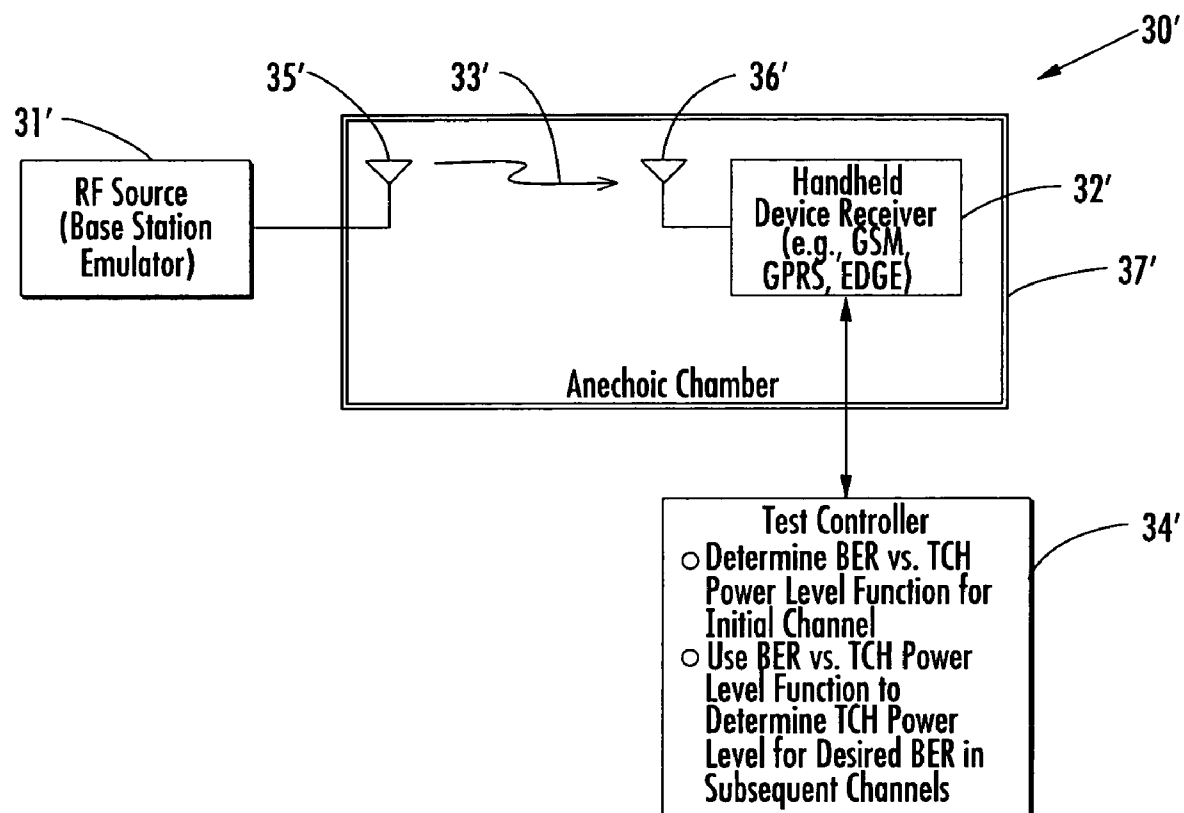 30′
35′
33′
36′
31′
RF Source
(Base Station
Emulator)
Handheld
Device Receiver
(e.g., GSM,
GPRS, EDGE)
32′
37′
Anechoic Chamber
Test Controller
○ Determine BER vs. TCH
Power Level Function for
Initial Channel
○ Use BER vs. TCH Power
Level Function to
Determine TCH Power
Level for Desired BER in
Subsequent Channels
34′